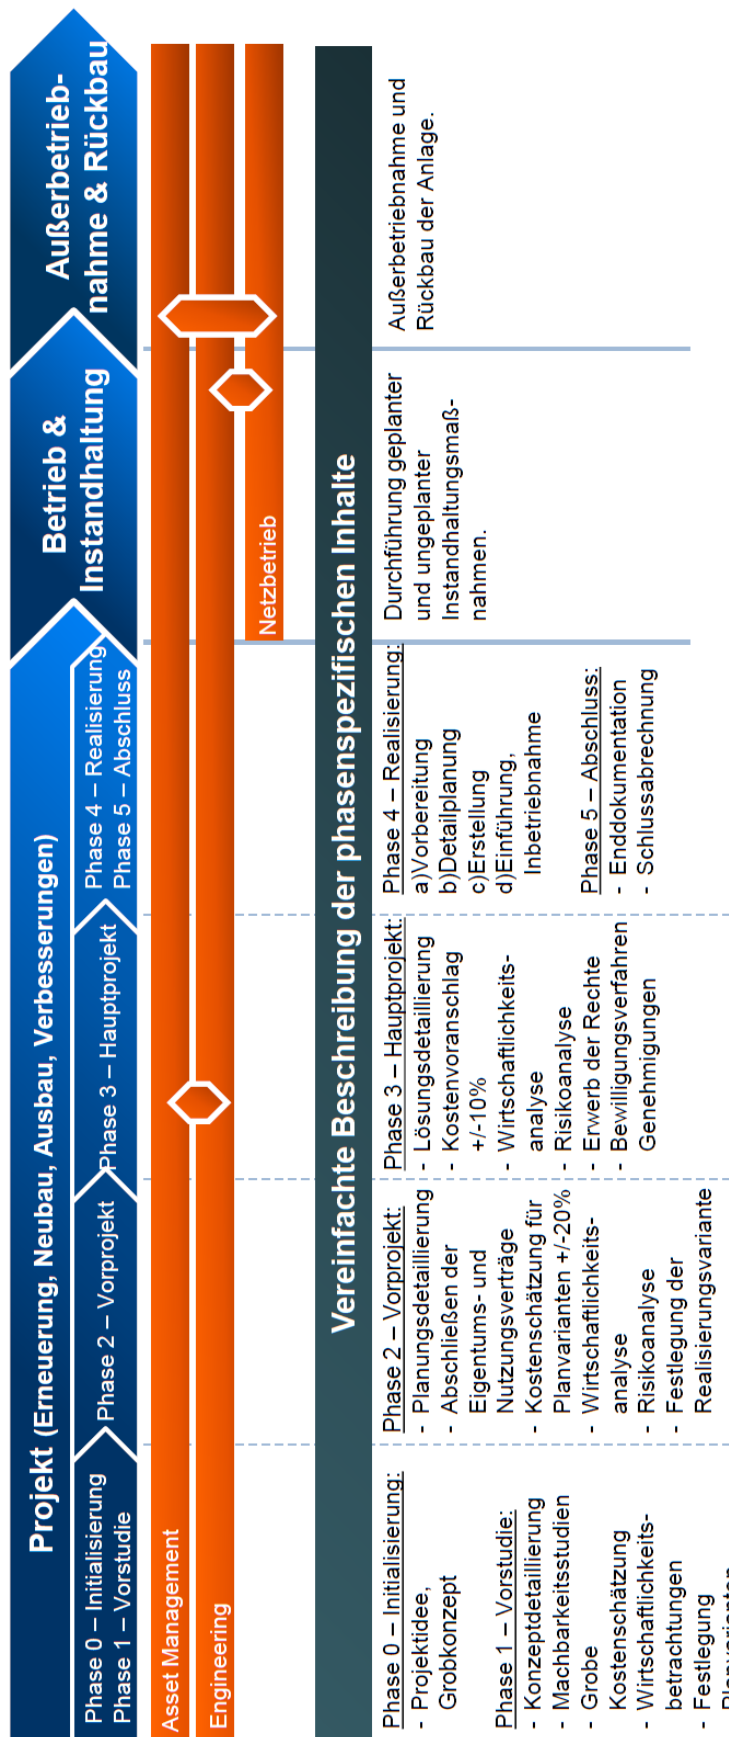 Projekt (Erneuerung, Neubau, Ausbau, Verbesserungen)
Betrieb &
Instandhaltung
Außerbetrieb-
nahme & Rückbau
Phase 0 – Initialisierung
Phase 1 – Vorstudie
Phase 2 – Vorprojekt
Phase 3 – Hauptprojekt
Phase 4 – Realisierung
Phase 5 – Abschluss
Asset Management
Engineering
Netzbetrieb
Vereinfachte Beschreibung der phasenspezifischen Inhalte
Phase 0 – Initialisierung:
- Projektidee,
Grobkonzept
Phase 1 – Vorstudie:
- Konzeptdetaillierung
- Machbarkeitsstudien
- Grobe
Kostenschätzung
- Wirtschaftlichkeits-
betrachtungen
- Festlegung
Planvarianten
Phase 2 – Vorprojekt:
- Planungsdetaillierung
- Abschließen der
Eigentums- und
Nutzungsverträge
- Kostenschätzung für
Planvarianten +/-20%
- Wirtschaftlichkeits-
analyse
- Risikoanalyse
- Festlegung der
Realisierungsvariante
Phase 3 – Hauptprojekt:
- Lösungsdetaillierung
- Kostenvoranschlag
+/-10%
- Wirtschaftlichkeits-
analyse
- Risikoanalyse
- Erwerb der Rechte
- Bewilligungsverfahren
Genehmigungen
Phase 4 – Realisierung:
a)Vorbereitung
b)Detailplanung
c)Erstellung
d)Einführung,
Inbetriebnahme
Phase 5 – Abschluss:
- Enddokumentation
- Schlussabrechnung
Durchführung geplanter
und ungeplanter
Instandhaltungsmaß-
nahmen.
Außerbetriebnahme und
Rückbau der Anlage.